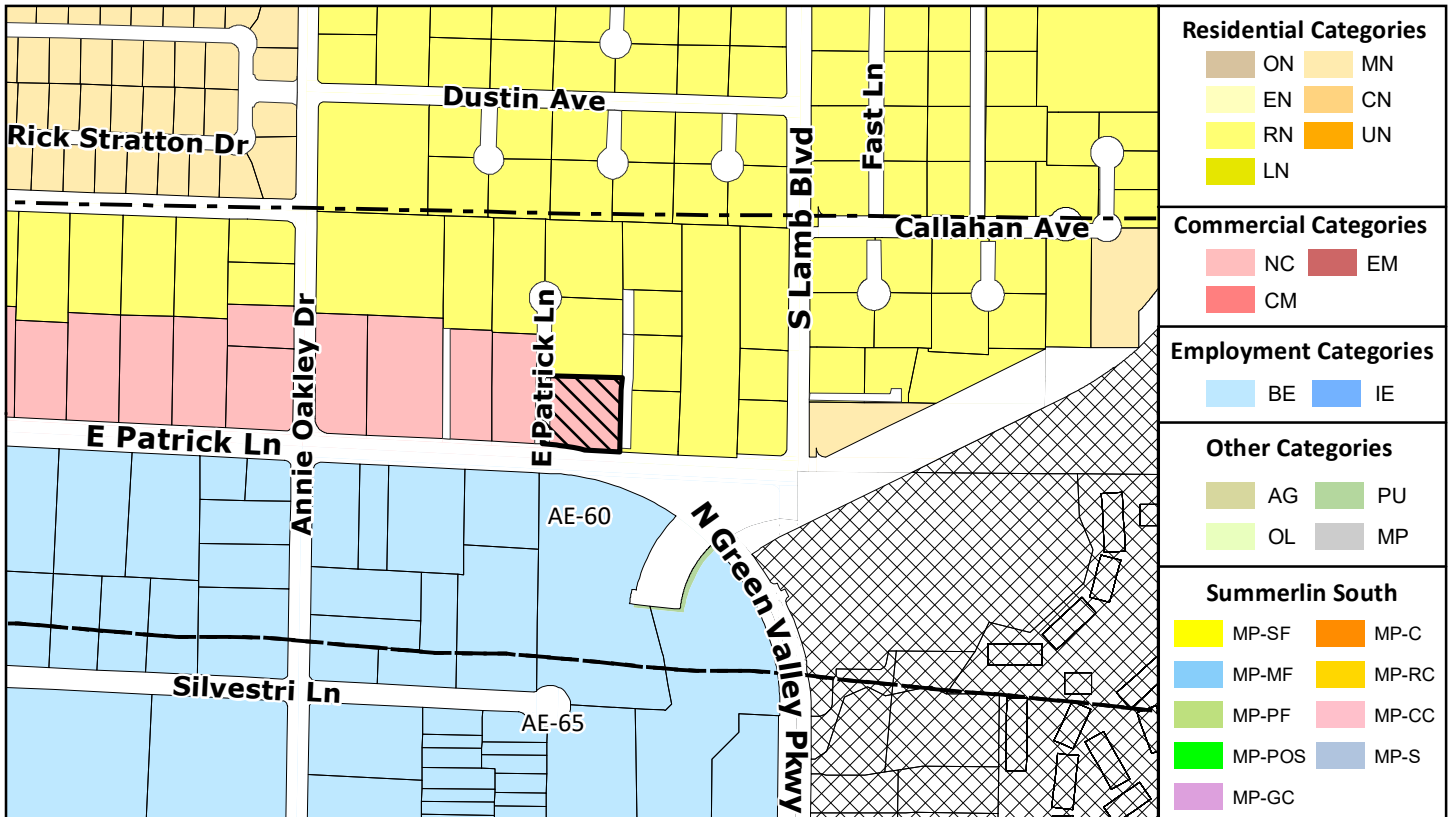 Dustin Ave
Rick Stratton Dr
Fast Ln
S Lamb Blvd
Callahan Ave
Annie Oakley Dr
E Patrick Ln
E Patrick Ln
AE-60
N Green Valley Pkwy
Silvestri Ln
AE-65
Residential Categories
ON MN
EN CN
RN UN
LN
Commercial Categories
NC EM
CM
Employment Categories
BE IE
Other Categories
AG PU
OL MP
Summerlin South
MP-SF MP-C
MP-MF MP-RC
MP-PF MP-CC
MP-POS MP-S
MP-GC